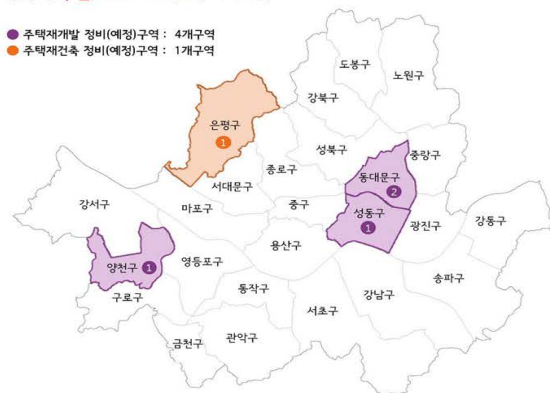 주택재개발 정비(예정)구역 : 4개구역
주택재건축 정비(예정)구역 : 1개구역
도봉구
노원구
강북구
은평구
1
성북구
중랑구
종로구
동대문구
2
서대문구
강서구
마포구
중구
성동구
1
광진구
강동구
양천구 1
영등포구
용산구
송파구
구로구
동작구
강남구
서초구
금천구
관악구